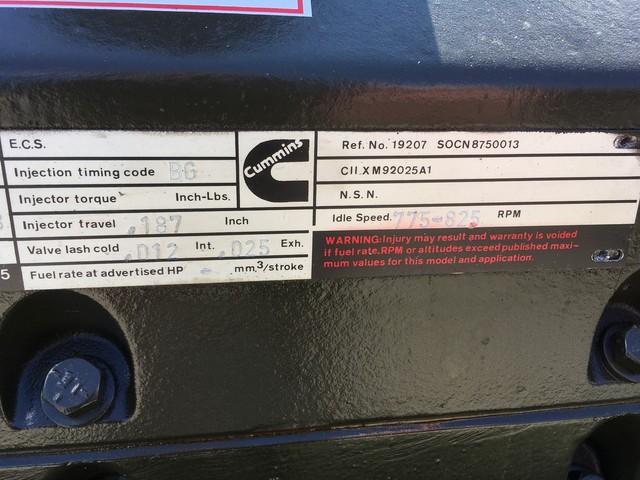 E.C.S.
Injection timing code BG
Injector torque Inch-Lbs.
Injector travel .187 Inch
Valve lash cold .012 Int. .025 Exh.
5 Fuel rate at advertised HP - mm.3/stroke
Cummins
Ref. No. 19207 SOCN8750013
CII.X M92025A1
N.S.N.
Idle Speed 775-825 RPM
WARNING: Injury may result and warranty is voided
if fuel rate. RPM or altitudes exceed published maxi-
mum values for this model and application.